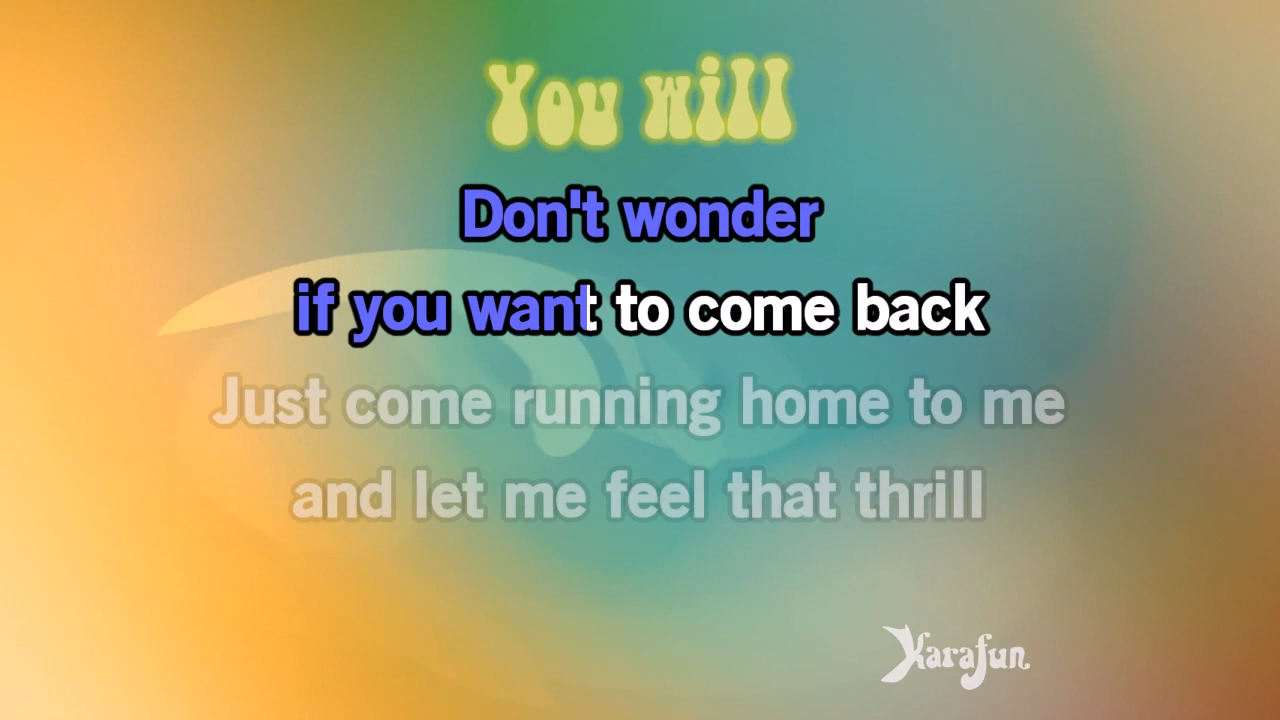 You will
Don't wonder
if you want to come back
Just come running home to me
and let me feel that thrill
Karafun